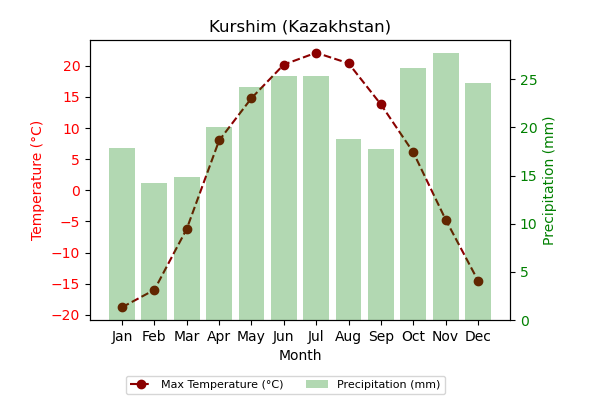 Kurshim (Kazakhstan)
Temperature (°C)
20
15
10
5
0
−5
−10
−15
−20
25
20
15
10
5
0
Precipitation (mm)
Jan Feb Mar Apr May Jun Jul Aug Sep Oct Nov Dec
Month
Max Temperature (°C) Precipitation (mm)